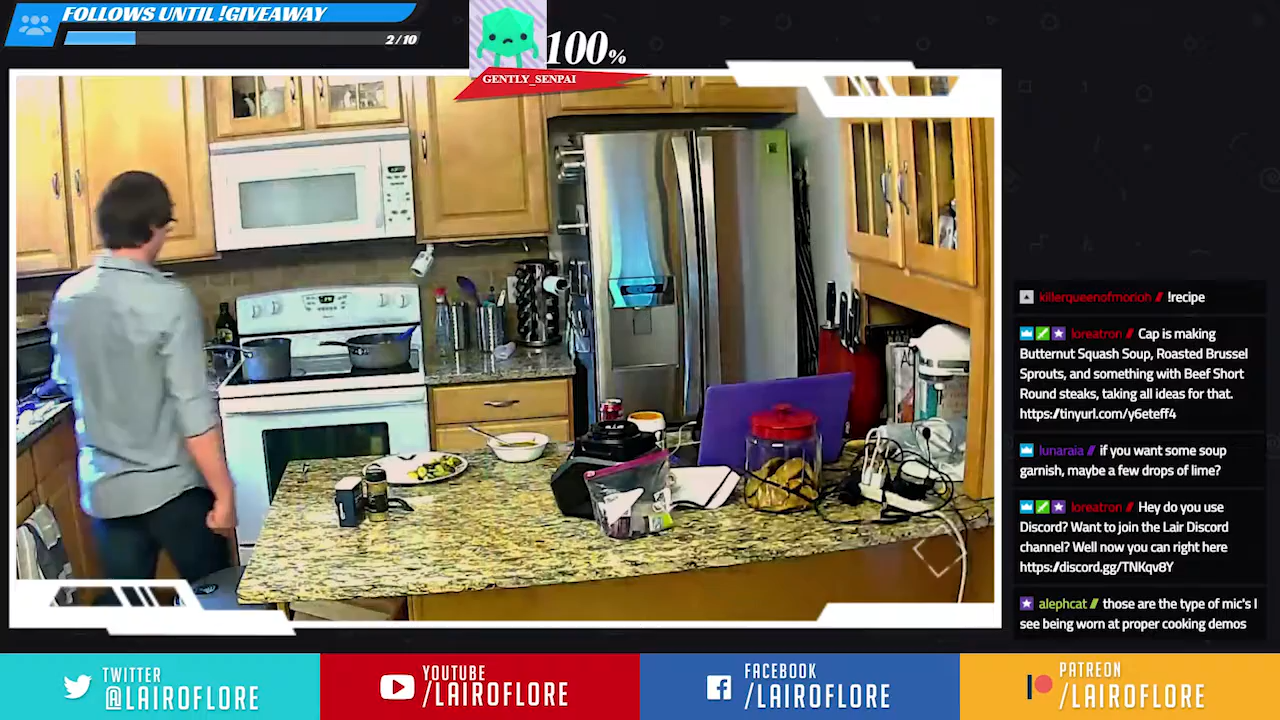 FOLLOWS UNTIL !GIVEAWAY
2/10
100%
GENTLY_SENPAI
killerqueenofmorioh // !recipe
loreatron // Cap is making
Butternut Squash Soup, Roasted Brussel
Sprouts, and something with Beef Short
Round steaks, taking all ideas for that.
https://tinyurl.com/y6eteff4
lunaraia // if you want some soup
garnish, maybe a few drops of lime?
loreatron // Hey do you use
Discord? Want to join the Lair Discord
channel? Well now you can right here
https://discord.gg/TNKqv8Y
alephcat // those are the type of mic's I
see being worn at proper cooking demos
TWITTER
@LAIROFLORE
YOUTUBE
/LAIROFLORE
FACEBOOK
/LAIROFLORE
PATREON
/LAIROFLORE